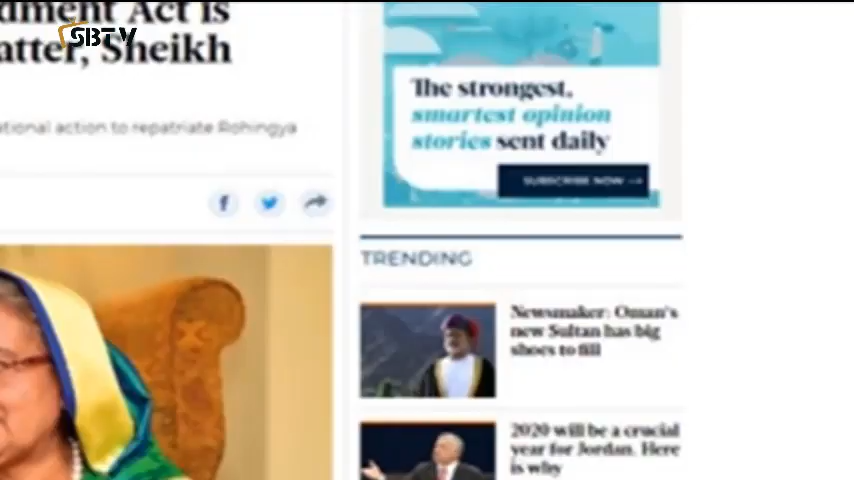 dment Act is
SBTV
atter, Sheikh
ational action to repatriate Rohingya
The strongest,
smartest opinion
stories sent daily
SUBSCRIBE NOW
TRENDING
Newsmaker: Oman's
new Sultan has big
shoes to fill
2020 will be a crucial
year for Jordan. Here
is why